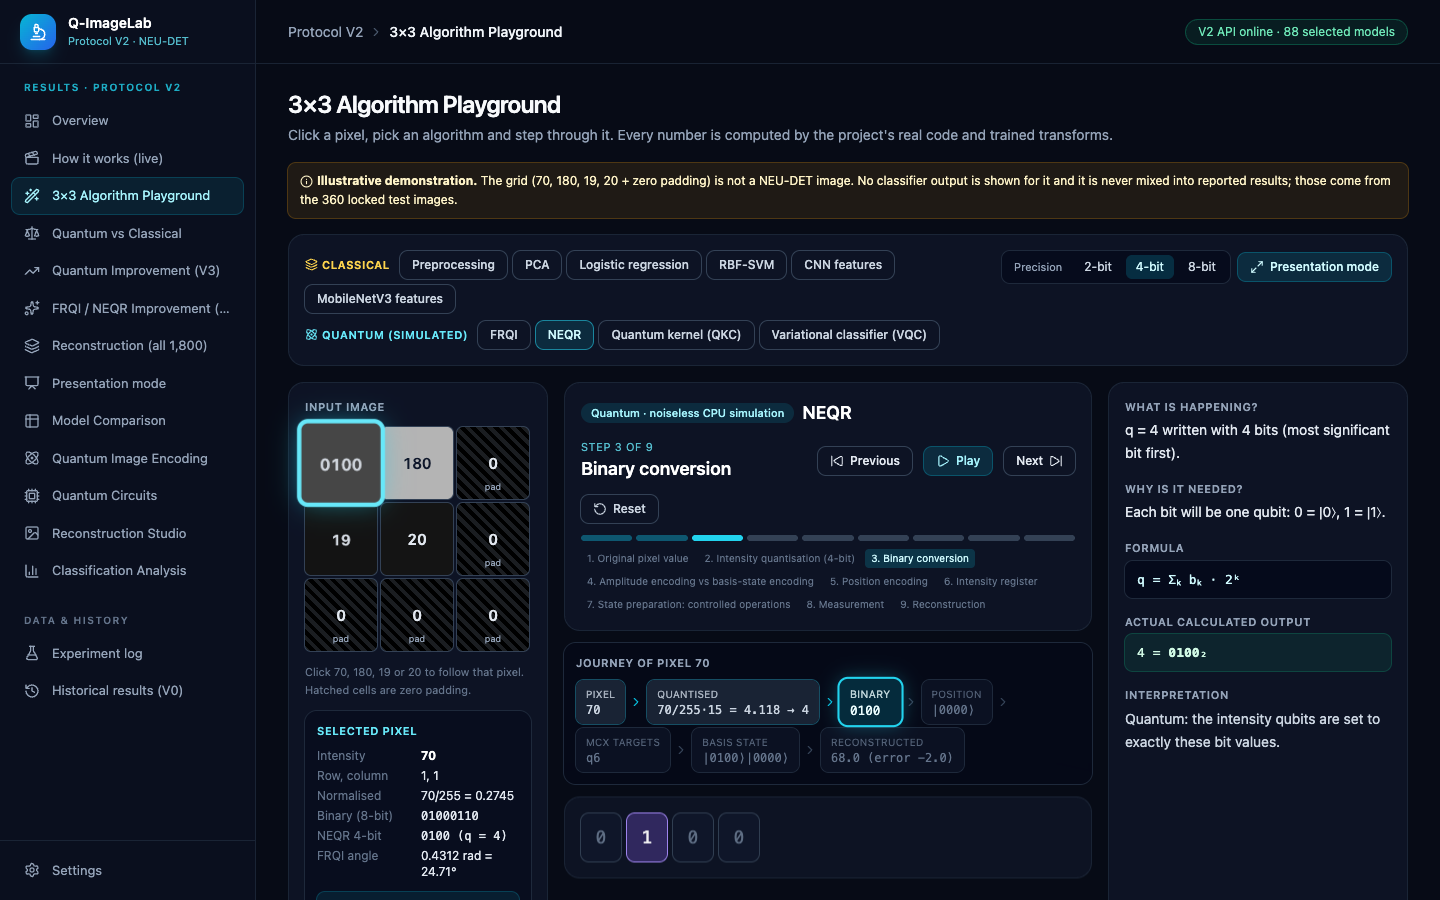 Q-ImageLab
Protocol V2 · NEU-DET
RESULTS · PROTOCOL V2
Overview
How it works (live)
3×3 Algorithm Playground
Quantum vs Classical
Quantum Improvement (V3)
FRQI / NEQR Improvement (...
Reconstruction (all 1,800)
Presentation mode
Model Comparison
Quantum Image Encoding
Quantum Circuits
Reconstruction Studio
Classification Analysis
DATA & HISTORY
Experiment log
Historical results (V0)
Settings
Protocol V2 > 3×3 Algorithm Playground
V2 API online · 88 selected models
3×3 Algorithm Playground
Click a pixel, pick an algorithm and step through it. Every number is computed by the project's real code and trained transforms.
Illustrative demonstration. The grid (70, 180, 19, 20 + zero padding) is not a NEU-DET image. No classifier output is shown for it and it is never mixed into reported results; those come from
the 360 locked test images.
CLASSICAL Preprocessing PCA Logistic regression RBF-SVM CNN features
MobileNetV3 features
Precision 2-bit 4-bit 8-bit Presentation mode
QUANTUM (SIMULATED) FRQI NEQR Quantum kernel (QKC) Variational classifier (VQC)
INPUT IMAGE
0100 180 0
pad
19 20 0
pad
0 0 0
pad pad pad
Click 70, 180, 19 or 20 to follow that pixel.
Hatched cells are zero padding.
SELECTED PIXEL
Intensity 70
Row, column 1, 1
Normalised 70/255 = 0.2745
Binary (8-bit) 01000110
NEQR 4-bit 0100 (q = 4)
FRQI angle 0.4312 rad =
24.71°
Quantum · noiseless CPU simulation NEQR
STEP 3 OF 9
Binary conversion
Previous Play Next
Reset
1. Original pixel value 2. Intensity quantisation (4-bit) 3. Binary conversion
4. Amplitude encoding vs basis-state encoding 5. Position encoding 6. Intensity register
7. State preparation: controlled operations 8. Measurement 9. Reconstruction
JOURNEY OF PIXEL 70
PIXEL
70
QUANTISED
70/255·15 = 4.118 → 4
BINARY
0100
POSITION
|0000⟩
MCX TARGETS
q6
BASIS STATE
|0100⟩|0000⟩
RECONSTRUCTED
68.0 (error −2.0)
0 1 0 0
WHAT IS HAPPENING?
q = 4 written with 4 bits (most significant
bit first).
WHY IS IT NEEDED?
Each bit will be one qubit: 0 = |0⟩, 1 = |1⟩.
FORMULA
q = Σₖ bₖ · 2ᵏ
ACTUAL CALCULATED OUTPUT
4 = 0100₂
INTERPRETATION
Quantum: the intensity qubits are set to
exactly these bit values.